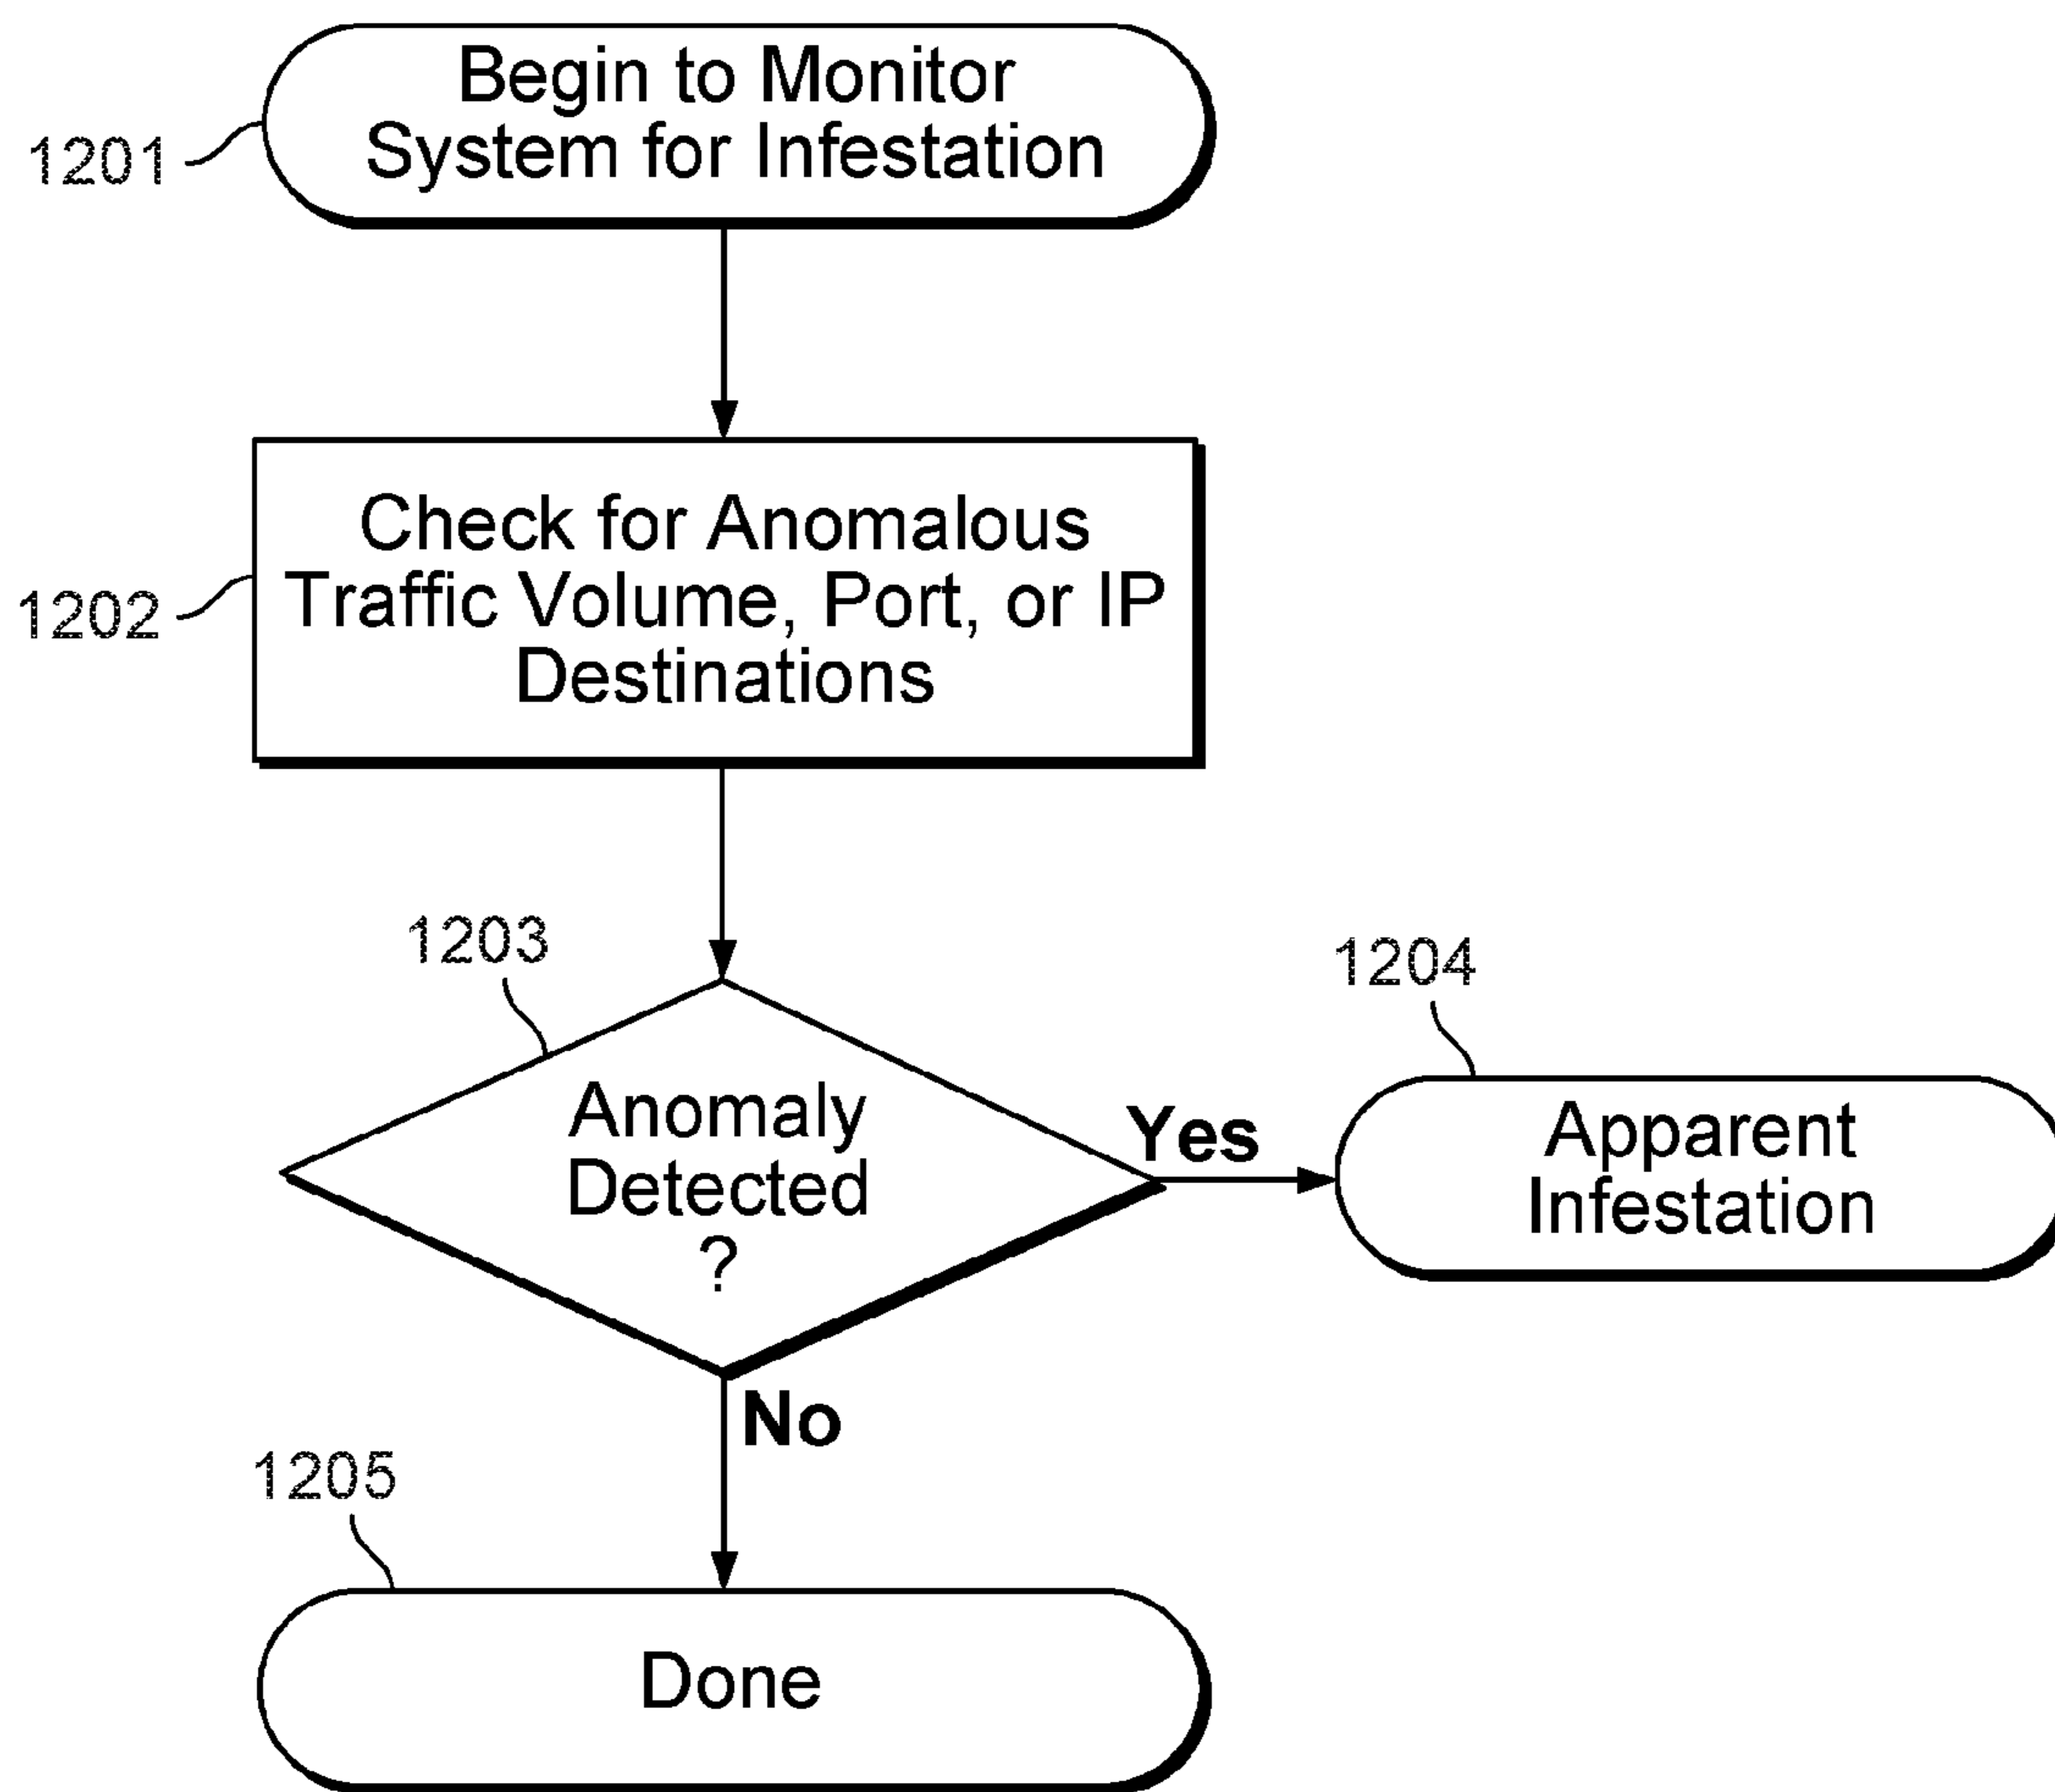 Begin to Monitor
System for Infestation
1201
Check for Anomalous
Traffic Volume, Port, or IP
Destinations
1202
1203
Anomaly
Detected
?
Yes
1204
Apparent
Infestation
No
1205
Done